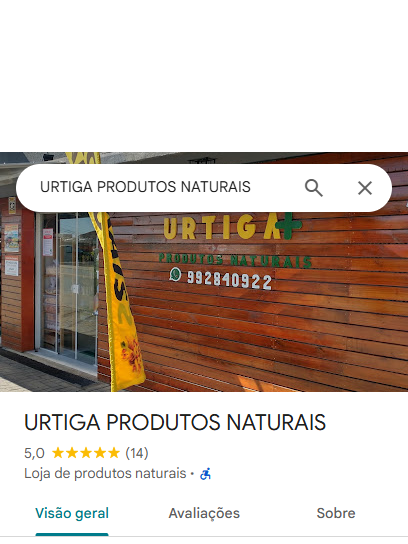 URTIGA PRODUTOS NATURAIS
URTIGA+
PRODUTOS NATURAIS
992840922
URTIGA PRODUTOS NATURAIS
5,0 ★★★★★ (14)
Loja de produtos naturais ·
Visão geral Avaliações Sobre